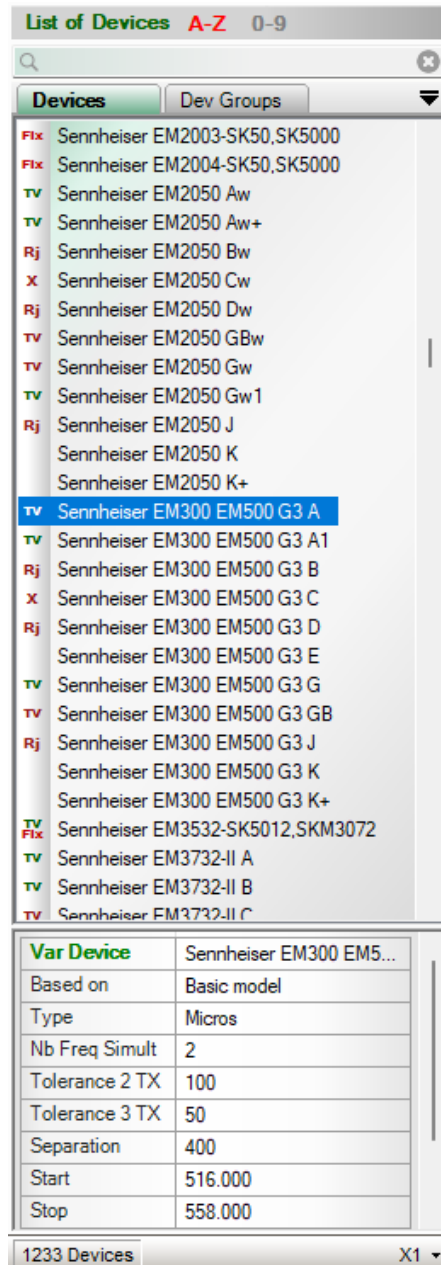 List of Devices A-Z 0-9
Devices Dev Groups
Flx Sennheiser EM2003-SK50,SK5000
Flx Sennheiser EM2004-SK50,SK5000
TV Sennheiser EM2050 Aw
TV Sennheiser EM2050 Aw+
Rj Sennheiser EM2050 Bw
X Sennheiser EM2050 Cw
Rj Sennheiser EM2050 Dw
TV Sennheiser EM2050 GBw
TV Sennheiser EM2050 Gw
TV Sennheiser EM2050 Gw1
Rj Sennheiser EM2050 J
Sennheiser EM2050 K
Sennheiser EM2050 K+
TV Sennheiser EM300 EM500 G3 A
TV Sennheiser EM300 EM500 G3 A1
Rj Sennheiser EM300 EM500 G3 B
X Sennheiser EM300 EM500 G3 C
Rj Sennheiser EM300 EM500 G3 D
Sennheiser EM300 EM500 G3 E
TV Sennheiser EM300 EM500 G3 G
TV Sennheiser EM300 EM500 G3 GB
Rj Sennheiser EM300 EM500 G3 J
Sennheiser EM300 EM500 G3 K
Sennheiser EM300 EM500 G3 K+
TV Flx Sennheiser EM3532-SK5012,SKM3072
TV Sennheiser EM3732-II A
TV Sennheiser EM3732-II B
TV Sennheiser EM3732-II C
Var Device Sennheiser EM300 EM5...
Based on Basic model
Type Micros
Nb Freq Simult 2
Tolerance 2 TX 100
Tolerance 3 TX 50
Separation 400
Start 516.000
Stop 558.000
1233 Devices X1